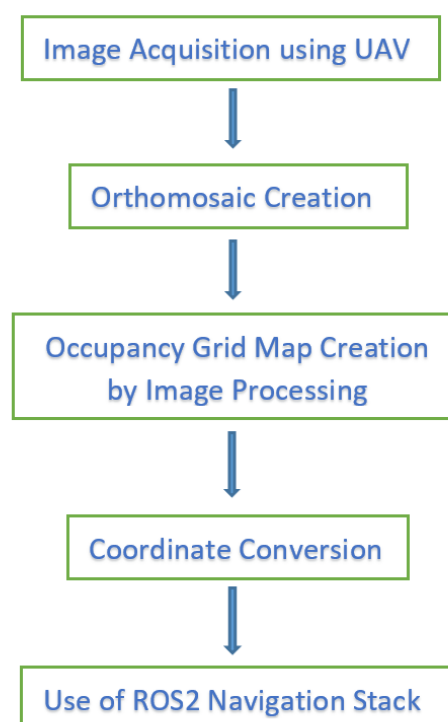 Image Acquisition using UAV
Orthomosaic Creation
Occupancy Grid Map Creation
by Image Processing
Coordinate Conversion
Use of ROS2 Navigation Stack